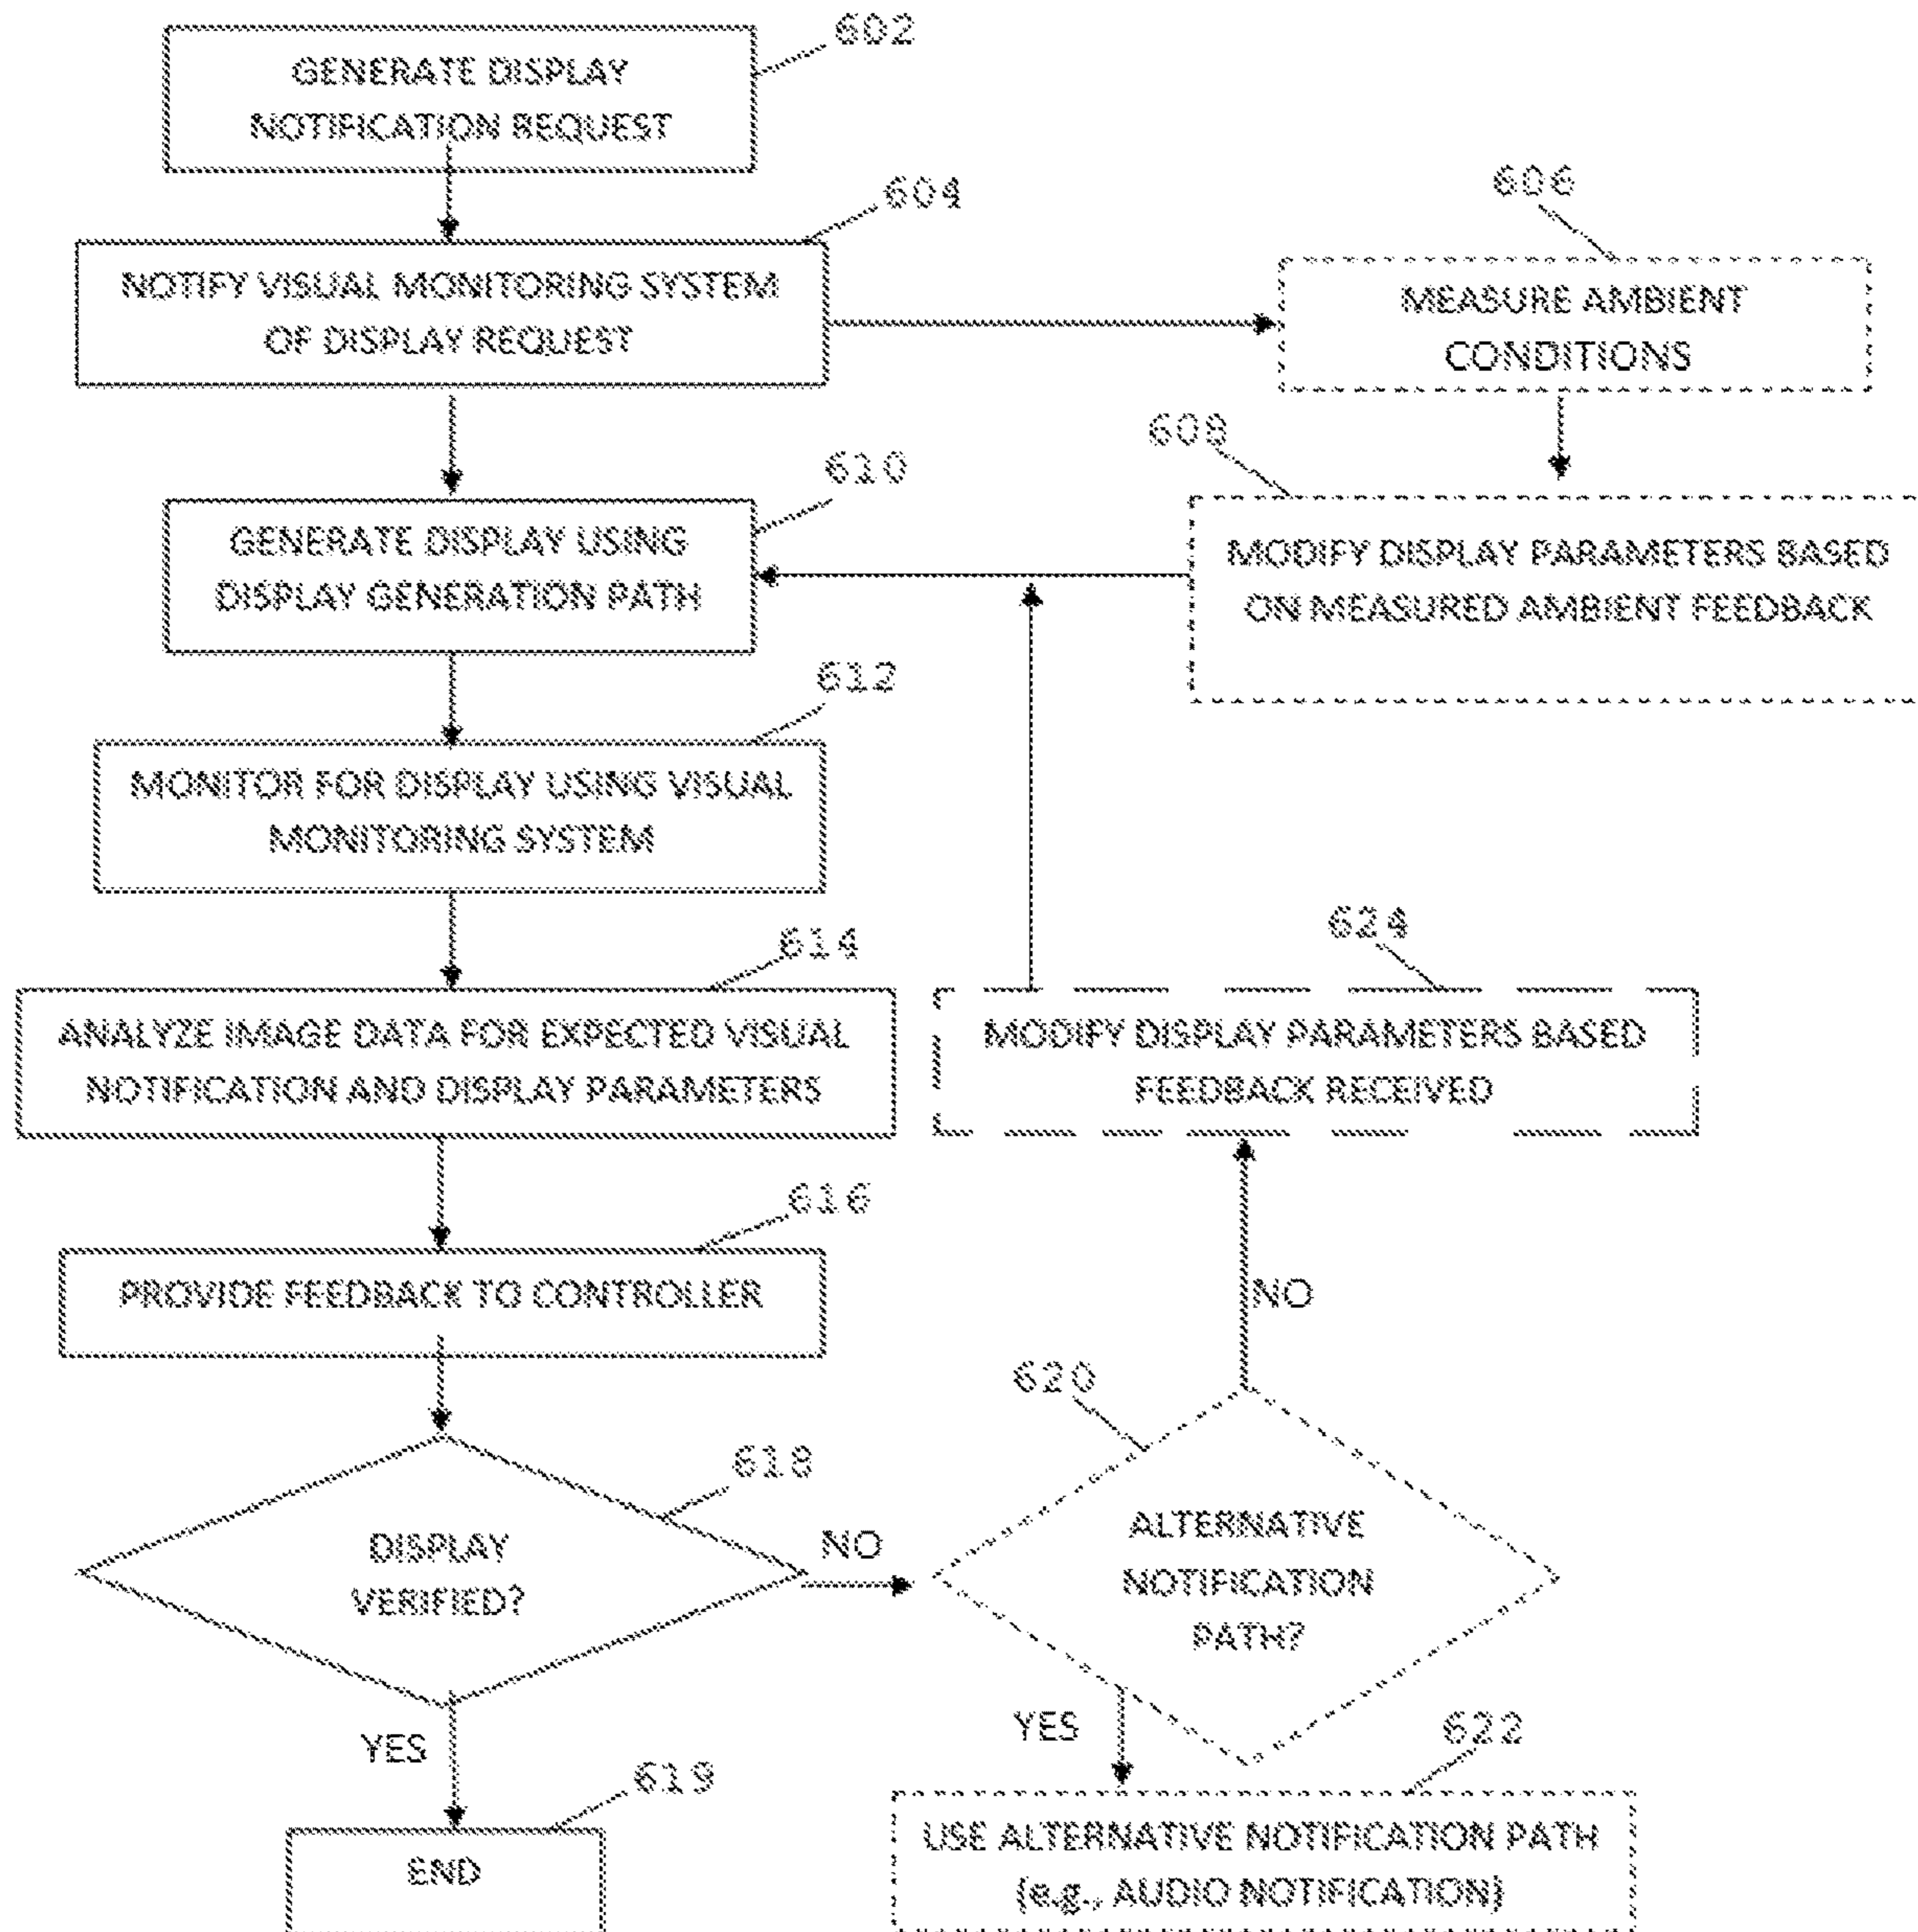 602
GENERATE DISPLAY
NOTIFICATION REQUEST
604
NOTIFY VISUAL MONITORING SYSTEM
OF DISPLAY REQUEST
606
MEASURE AMBIENT
CONDITIONS
608
MODIFY DISPLAY PARAMETERS BASED
ON MEASURED AMBIENT FEEDBACK
610
GENERATE DISPLAY USING
DISPLAY GENERATION PATH
612
MONITOR FOR DISPLAY USING VISUAL
MONITORING SYSTEM
614
ANALYZE IMAGE DATA FOR EXPECTED VISUAL
NOTIFICATION AND DISPLAY PARAMETERS
624
MODIFY DISPLAY PARAMETERS BASED
FEEDBACK RECEIVED
616
PROVIDE FEEDBACK TO CONTROLLER
NO
618
DISPLAY
VERIFIED?
NO
620
ALTERNATIVE
NOTIFICATION
PATH?
YES
619
END
YES
622
USE ALTERNATIVE NOTIFICATION PATH
(e.g., AUDIO NOTIFICATION)